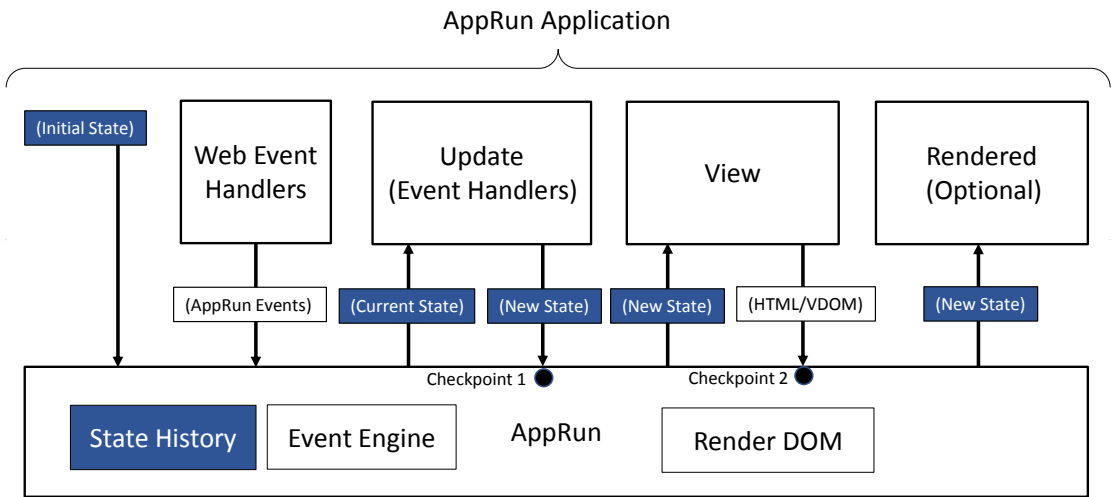 AppRun Application
(Initial State)
Web Event
Handlers
Update
(Event Handlers)
View
Rendered
(Optional)
(AppRun Events)
(Current State)
(New State)
(New State)
(HTML/VDOM)
(New State)
Checkpoint 1
Checkpoint 2
State History
Event Engine
AppRun
Render DOM